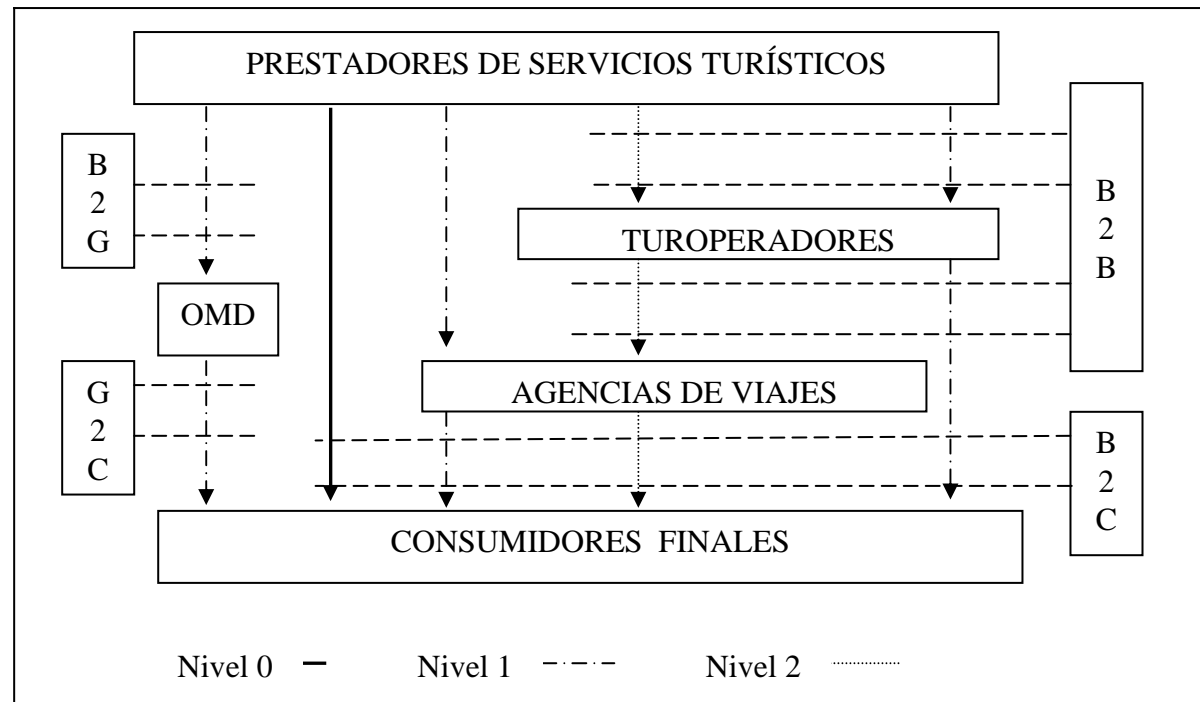 PRESTADORES DE SERVICIOS TURÍSTICOS
B
2
G
B
2
B
TUROPERADORES
OMD
G
2
C
AGENCIAS DE VIAJES
B
2
C
CONSUMIDORES FINALES
Nivel 0 Nivel 1 Nivel 2